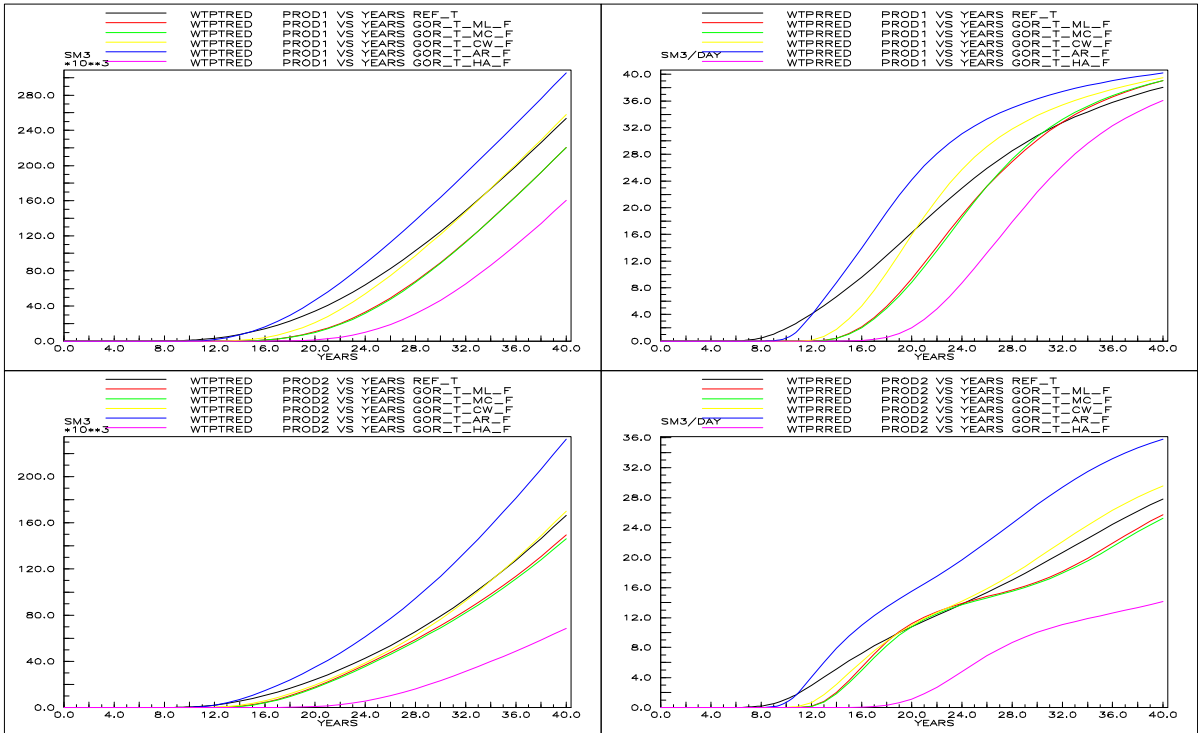 WTPTRED PROD1 VS YEARS REF_T
WTPTRED PROD1 VS YEARS GOR_T_ML_F
WTPTRED PROD1 VS YEARS GOR_T_MC_F
WTPTRED PROD1 VS YEARS GOR_T_CW_F
SM3 WTPTRED PROD1 VS YEARS GOR_T_AR_F
*10**3 WTPTRED PROD1 VS YEARS GOR_T_HA_F
280.0
240.0
200.0
160.0
120.0
80.0
40.0
0.0
0.0 4.0 8.0 12.0 16.0 20.0 24.0 28.0 32.0 36.0 40.0
YEARS
WTPRRED PROD1 VS YEARS REF_T
WTPRRED PROD1 VS YEARS GOR_T_ML_F
WTPRRED PROD1 VS YEARS GOR_T_MC_F
WTPRRED PROD1 VS YEARS GOR_T_CW_F
SM3/DAY WTPRRED PROD1 VS YEARS GOR_T_AR_F
WTPRRED PROD1 VS YEARS GOR_T_HA_F
40.0
36.0
32.0
28.0
24.0
20.0
16.0
12.0
8.0
4.0
0.0
0.0 4.0 8.0 12.0 16.0 20.0 24.0 28.0 32.0 36.0 40.0
YEARS
WTPTRED PROD2 VS YEARS REF_T
WTPTRED PROD2 VS YEARS GOR_T_ML_F
WTPTRED PROD2 VS YEARS GOR_T_MC_F
WTPTRED PROD2 VS YEARS GOR_T_CW_F
SM3 WTPTRED PROD2 VS YEARS GOR_T_AR_F
*10**3 WTPTRED PROD2 VS YEARS GOR_T_HA_F
200.0
160.0
120.0
80.0
40.0
0.0
0.0 4.0 8.0 12.0 16.0 20.0 24.0 28.0 32.0 36.0 40.0
YEARS
WTPRRED PROD2 VS YEARS REF_T
WTPRRED PROD2 VS YEARS GOR_T_ML_F
WTPRRED PROD2 VS YEARS GOR_T_MC_F
WTPRRED PROD2 VS YEARS GOR_T_CW_F
SM3/DAY WTPRRED PROD2 VS YEARS GOR_T_AR_F
WTPRRED PROD2 VS YEARS GOR_T_HA_F
36.0
32.0
28.0
24.0
20.0
16.0
12.0
8.0
4.0
0.0
0.0 4.0 8.0 12.0 16.0 20.0 24.0 28.0 32.0 36.0 40.0
YEARS